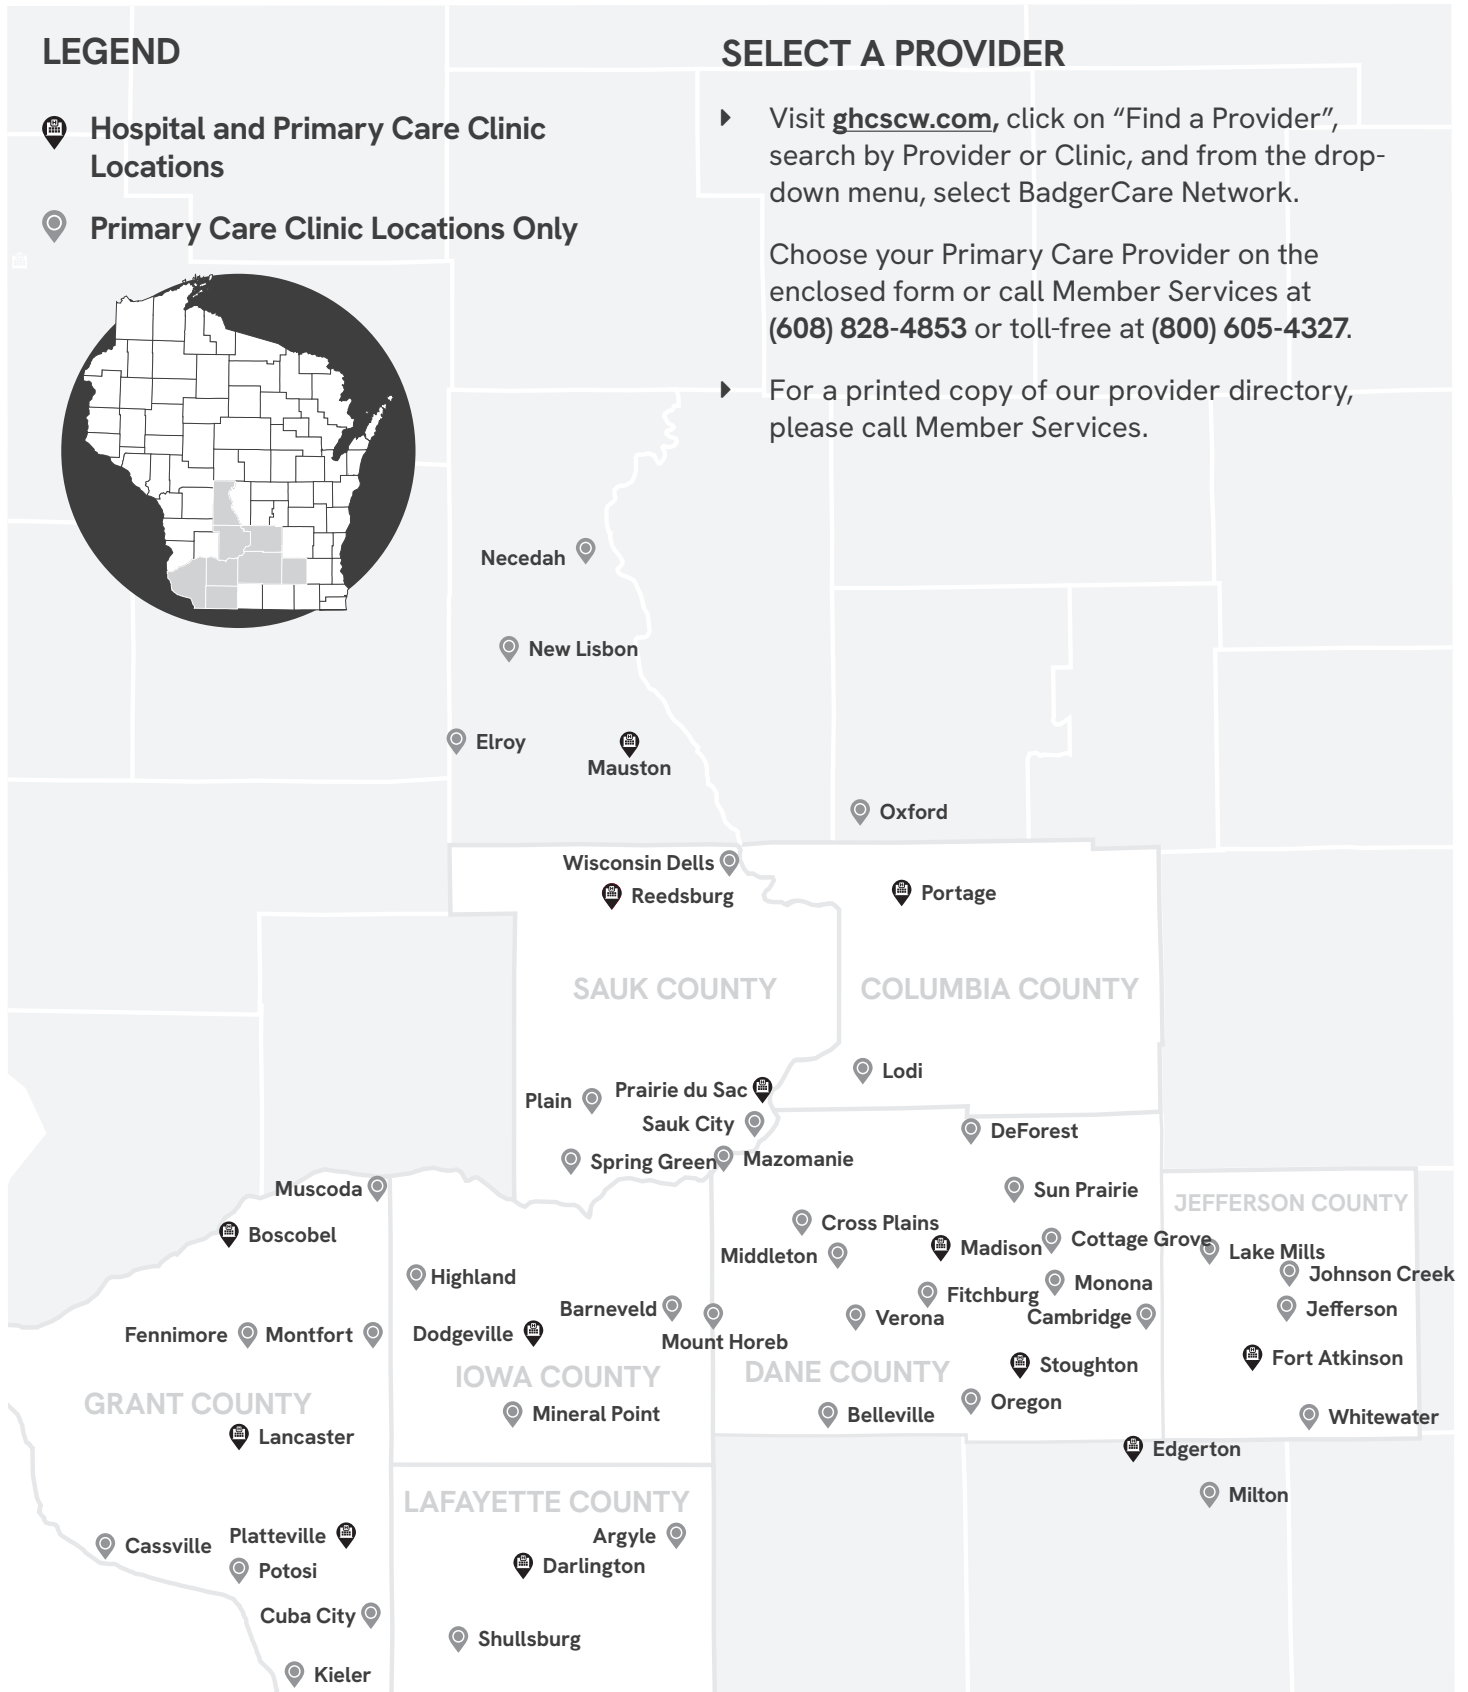 LEGEND
Hospital and Primary Care Clinic
Locations
Primary Care Clinic Locations Only
SELECT A PROVIDER
Visit ghcscw.com, click on “Find a Provider”,
search by Provider or Clinic, and from the drop-
down menu, select BadgerCare Network.
Choose your Primary Care Provider on the
enclosed form or call Member Services at
(608) 828-4853 or toll-free at (800) 605-4327.
For a printed copy of our provider directory,
please call Member Services.
Necedah
New Lisbon
Elroy
Mauston
Oxford
Wisconsin Dells
Reedsburg
Portage
SAUK COUNTY
COLUMBIA COUNTY
Lodi
Prairie du Sac
Plain
Sauk City
DeForest
Spring Green
Mazomanie
Muscoda
Sun Prairie
JEFFERSON COUNTY
Boscobel
Cross Plains
Cottage Grove
Middleton
Madison
Lake Mills
Highland
Johnson Creek
Monona
Fitchburg
Barneveld
Jefferson
Verona
Cambridge
Fennimore
Montfort
Dodgeville
Mount Horeb
Fort Atkinson
Stoughton
IOWA COUNTY
DANE COUNTY
GRANT COUNTY
Oregon
Mineral Point
Belleville
Whitewater
Lancaster
Edgerton
Milton
LAFAYETTE COUNTY
Platteville
Argyle
Cassville
Darlington
Potosi
Cuba City
Shullsburg
Kieler